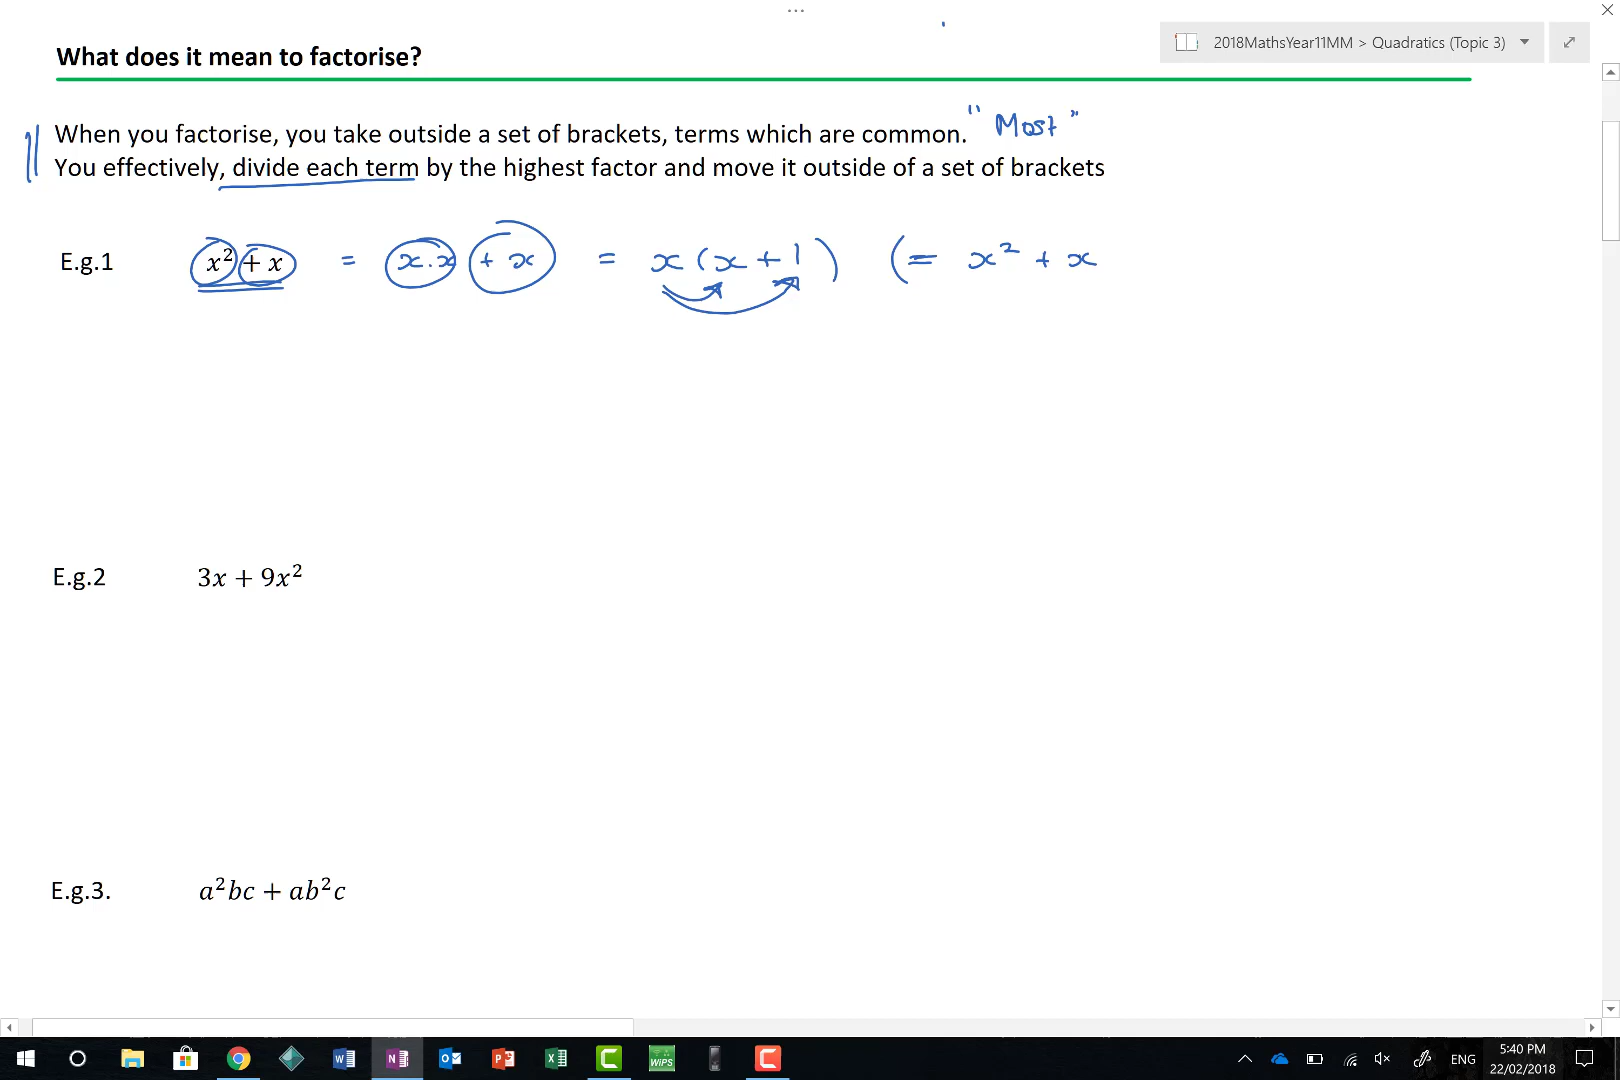 2018MathsYear11MM > Quadratics (Topic 3)
What does it mean to factorise?
When you factorise, you take outside a set of brackets, terms which are common. "Most"
You effectively, divide each term by the highest factor and move it outside of a set of brackets
E.g.1 x² + x = x.x + x = x(x + 1) (= x² + x
E.g.2 3x + 9x²
E.g.3. a²bc + ab²c
WiPS
ENG
5:40 PM
22/02/2018